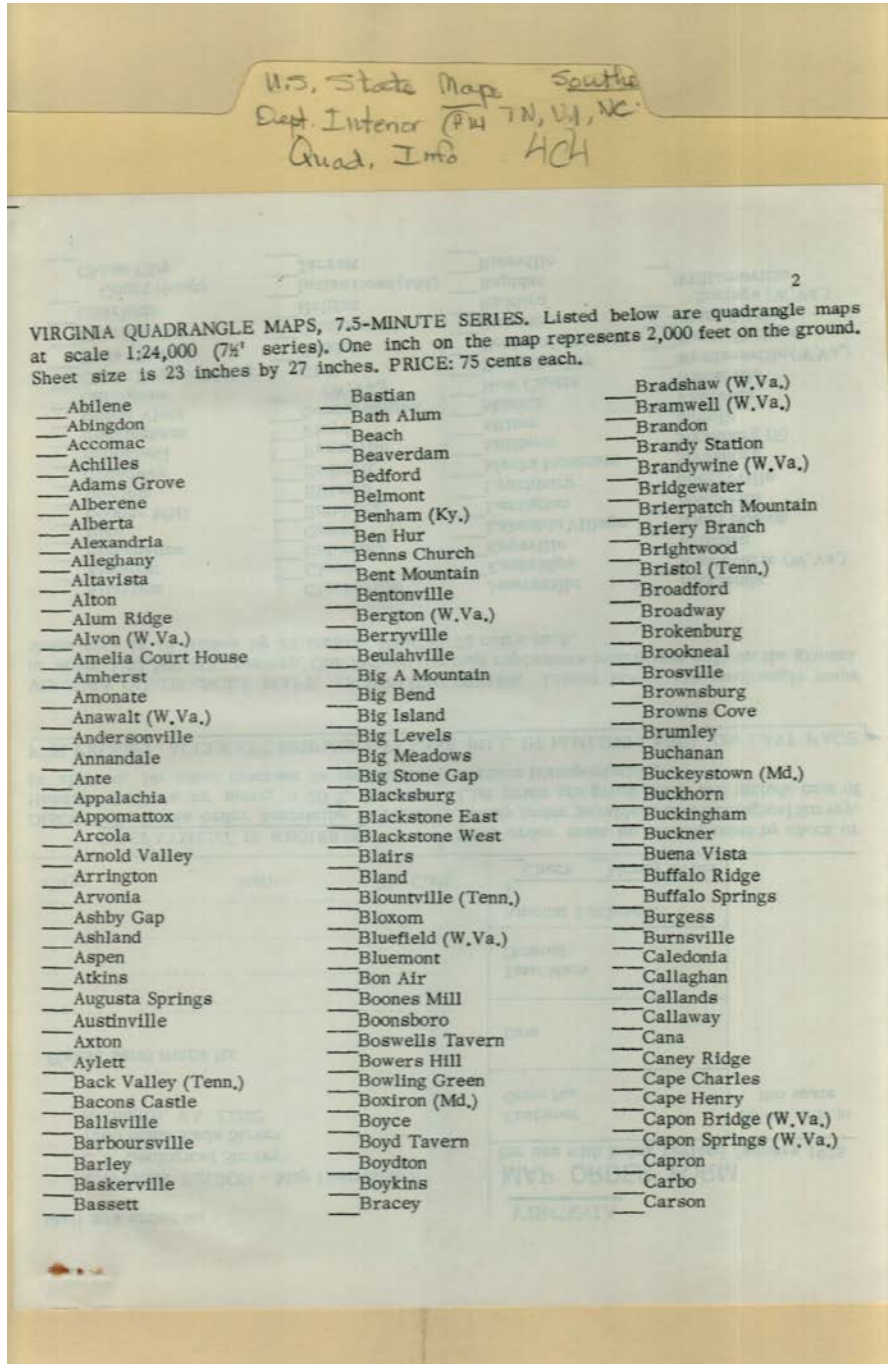 U.S. State Map Southe
Dept. Interior TN, VA, NC
Quad. Info 404
2
VIRGINIA QUADRANGLE MAPS, 7.5-MINUTE SERIES. Listed below are quadrangle maps
at scale 1:24,000 (7½' series). One inch on the map represents 2,000 feet on the ground.
Sheet size is 23 inches by 27 inches. PRICE: 75 cents each.
Abilene
Abingdon
Accomac
Achilles
Adams Grove
Alberene
Alberta
Alexandria
Alleghany
Altavista
Alton
Alum Ridge
Alvon (W.Va.)
Amelia Court House
Amherst
Amonate
Anawalt (W.Va.)
Andersonville
Annandale
Ante
Appalachia
Appomattox
Arcola
Arnold Valley
Arrington
Arvonia
Ashby Gap
Ashland
Aspen
Atkins
Augusta Springs
Austinville
Axton
Aylett
Back Valley (Tenn.)
Bacons Castle
Ballsville
Barboursville
Barley
Baskerville
Bassett
Bastian
Bath Alum
Beach
Beaverdam
Bedford
Belmont
Benham (Ky.)
Ben Hur
Benns Church
Bent Mountain
Bentonville
Bergton (W.Va.)
Berryville
Beulahville
Big A Mountain
Big Bend
Big Island
Big Levels
Big Meadows
Big Stone Gap
Blacksburg
Blackstone East
Blackstone West
Blairs
Bland
Blountville (Tenn.)
Bloxom
Bluefield (W.Va.)
Bluemont
Bon Air
Boones Mill
Boonsboro
Boswells Tavern
Bowers Hill
Bowling Green
Boxiron (Md.)
Boyce
Boyd Tavern
Boydton
Boykins
Bracey
Bradshaw (W.Va.)
Bramwell (W.Va.)
Brandon
Brandy Station
Brandywine (W.Va.)
Bridgewater
Brierpatch Mountain
Briery Branch
Brightwood
Bristol (Tenn.)
Broadford
Broadway
Brokenburg
Brookneal
Brosville
Brownsburg
Browns Cove
Brumley
Buchanan
Buckeystown (Md.)
Buckhorn
Buckingham
Buckner
Buena Vista
Buffalo Ridge
Buffalo Springs
Burgess
Burnsville
Caledonia
Callaghan
Callands
Callaway
Cana
Caney Ridge
Cape Charles
Cape Henry
Capon Bridge (W.Va.)
Capon Springs (W.Va.)
Capron
Carbo
Carson